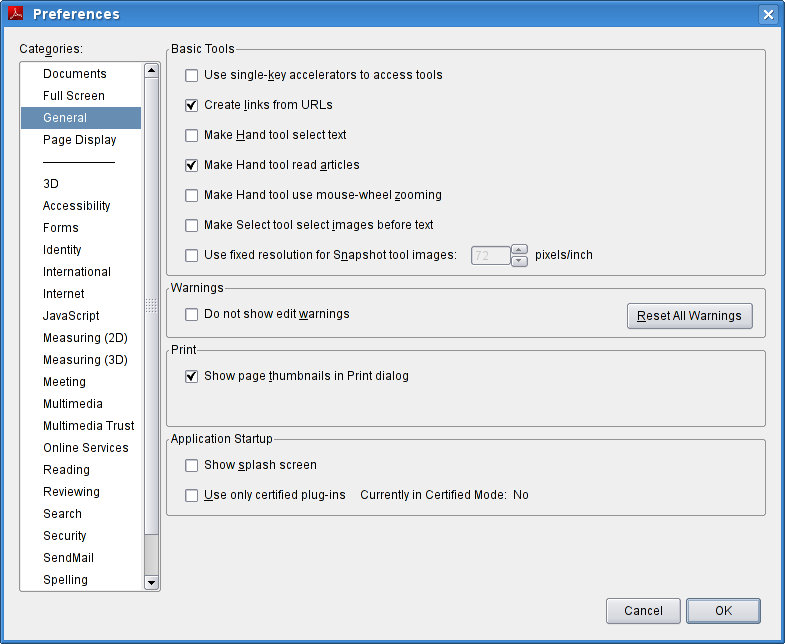 Preferences
Categories:
Documents
Full Screen
General
Page Display
3D
Accessibility
Forms
Identity
International
Internet
JavaScript
Measuring (2D)
Measuring (3D)
Meeting
Multimedia
Multimedia Trust
Online Services
Reading
Reviewing
Search
Security
SendMail
Spelling
Basic Tools
Use single-key accelerators to access tools
Create links from URLs
Make Hand tool select text
Make Hand tool read articles
Make Hand tool use mouse-wheel zooming
Make Select tool select images before text
Use fixed resolution for Snapshot tool images: 72 pixels/inch
Warnings
Do not show edit warnings Reset All Warnings
Print
Show page thumbnails in Print dialog
Application Startup
Show splash screen
Use only certified plug-ins Currently in Certified Mode: No
Cancel OK